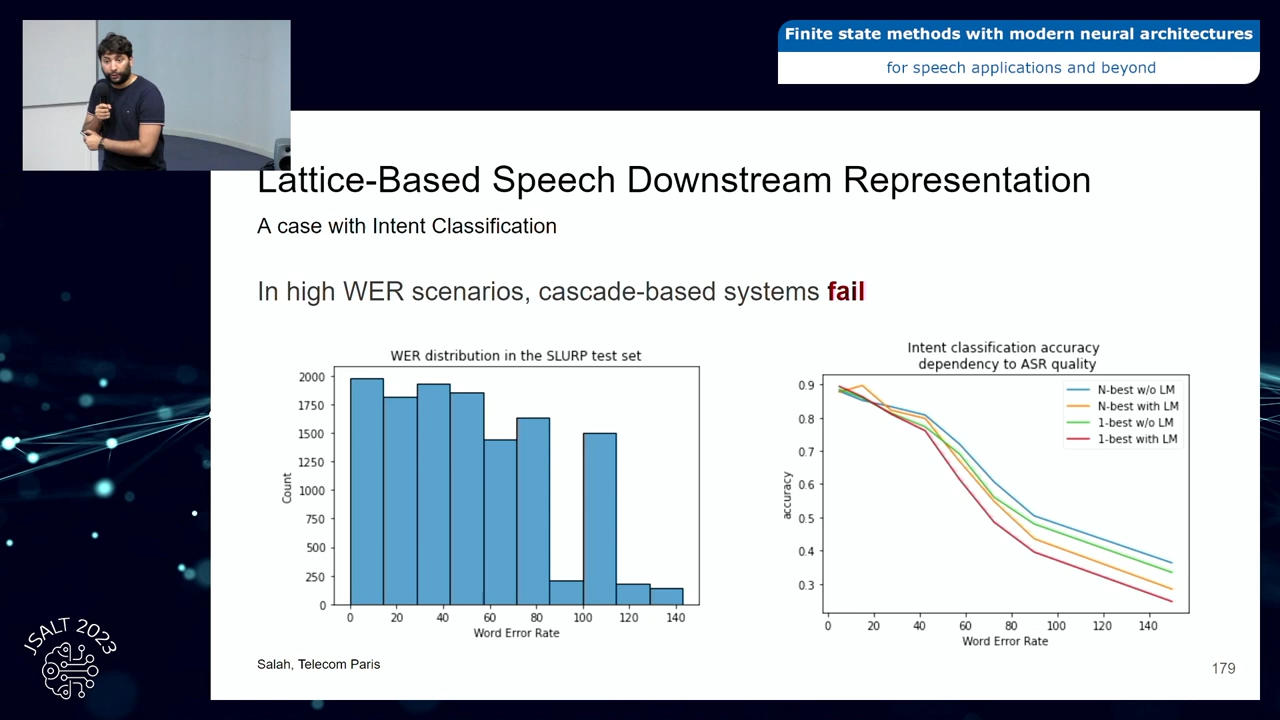 Finite state methods with modern neural architectures
for speech applications and beyond
Lattice-Based Speech Downstream Representation
A case with Intent Classification
In high WER scenarios, cascade-based systems fail
WER distribution in the SLURP test set
2000
1750
1500
1250
1000
750
500
250
0
Count
0 20 40 60 80 100 120 140
Word Error Rate
Intent classification accuracy
dependency to ASR quality
N-best w/o LM
N-best with LM
1-best w/o LM
1-best with LM
0.9
0.8
0.7
0.6
0.5
0.4
0.3
accuracy
0 20 40 60 80 100 120 140
Word Error Rate
Salah, Telecom Paris
179
JSALT 2023